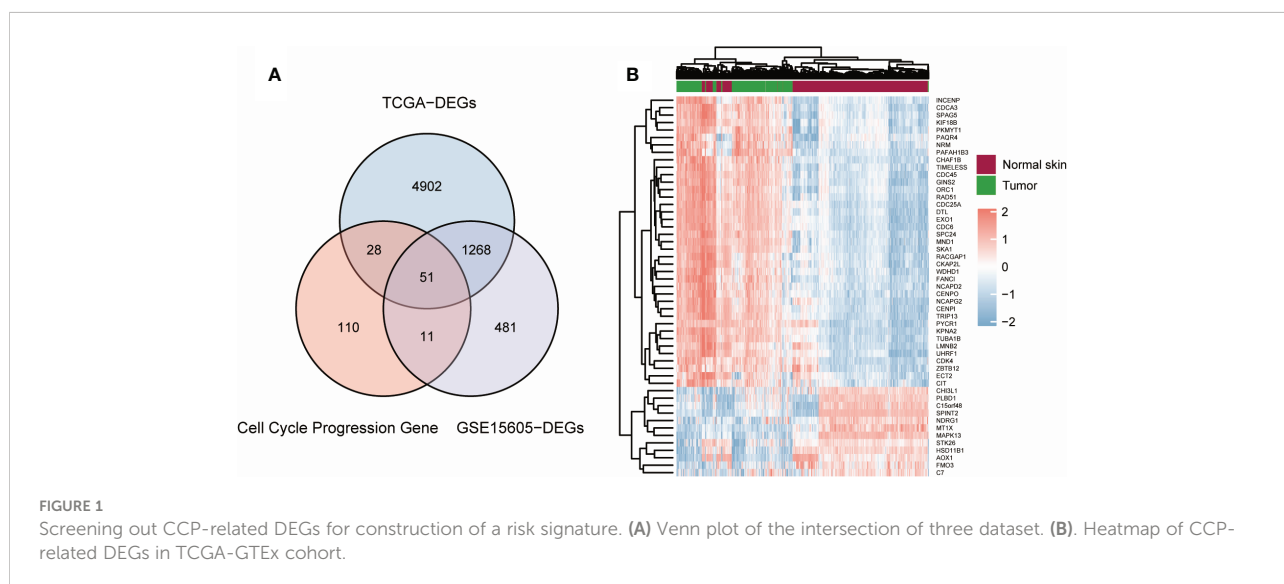 A
TCGA-DEGs
4902
28
1268
51
110
11
481
Cell Cycle Progression Gene
GSE15605-DEGs
B
INCENP
CDCA3
SPAG5
KIF18B
PKMYT1
PAQR4
NRM
PAFAH1B3
CHAF1B
TIMELESS
CDC45
GINS2
ORC1
RAD51
CDC25A
DTL
EXO1
CDC6
SPC24
MND1
SKA1
RACGAP1
CKAP2L
WDHD1
FANCI
NCAPD2
CENPO
NCAPG2
CENPI
TRIP13
PYCR1
KPNA2
TUBA1B
LMNB2
UHRF1
CDK4
ZBTB12
ECT2
CIT
CHI3L1
PLBD1
C15orf48
SPINT2
NDRG1
MT1X
MAPK13
STK26
HSD11B1
AOX1
FMO3
C7
Normal skin
Tumor
2
1
0
−1
−2
FIGURE 1
Screening out CCP-related DEGs for construction of a risk signature. (A) Venn plot of the intersection of three dataset. (B). Heatmap of CCP-
related DEGs in TCGA-GTEx cohort.